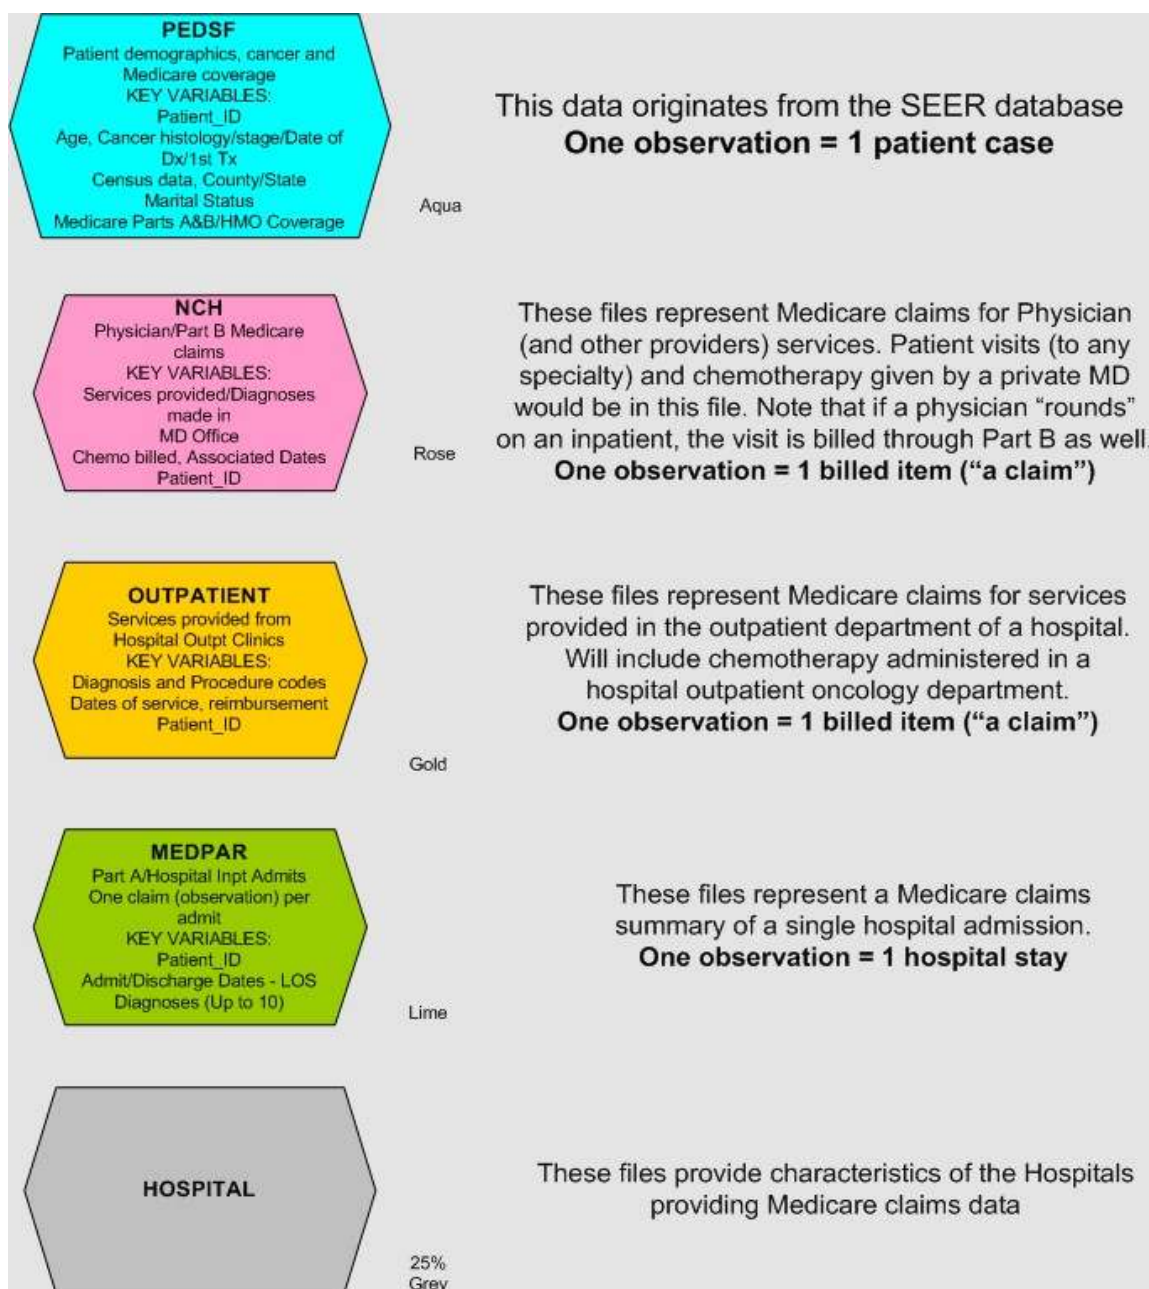 PEDSF
Patient demographics, cancer and
Medicare coverage
KEY VARIABLES:
Patient_ID
Age, Cancer histology/stage/Date of
Dx/1st Tx
Census data, County/State
Marital Status
Medicare Parts A&B/HMO Coverage
Aqua
This data originates from the SEER database
One observation = 1 patient case
NCH
Physician/Part B Medicare
claims
KEY VARIABLES:
Services provided/Diagnoses
made in
MD Office
Chemo billed, Associated Dates
Patient_ID
Rose
These files represent Medicare claims for Physician
(and other providers) services. Patient visits (to any
specialty) and chemotherapy given by a private MD
would be in this file. Note that if a physician “rounds”
on an inpatient, the visit is billed through Part B as well.
One observation = 1 billed item (“a claim”)
OUTPATIENT
Services provided from
Hospital Outpt Clinics
KEY VARIABLES:
Diagnosis and Procedure codes
Dates of service, reimbursement
Patient_ID
Gold
These files represent Medicare claims for services
provided in the outpatient department of a hospital.
Will include chemotherapy administered in a
hospital outpatient oncology department.
One observation = 1 billed item (“a claim”)
MEDPAR
Part A/Hospital Inpt Admits
One claim (observation) per
admit
KEY VARIABLES:
Patient_ID
Admit/Discharge Dates - LOS
Diagnoses (Up to 10)
Lime
These files represent a Medicare claims
summary of a single hospital admission.
One observation = 1 hospital stay
HOSPITAL
25%
Grey
These files provide characteristics of the Hospitals
providing Medicare claims data